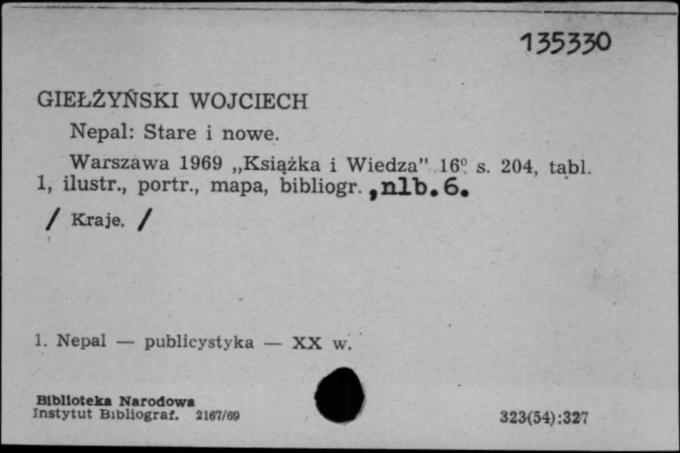 135330
GIEŁŻYŃSKI WOJCIECH
Nepal: Stare i nowe.
Warszawa 1969 „Książka i Wiedza” 16⁰ s. 204, tabl.
1, ilustr., portr., mapa, bibliogr. ,nlb.6.
/ Kraje. /
1. Nepal — publicystyka — XX w.
Biblioteka Narodowa
Instytut Bibliograf. 2167/69
323(54):327